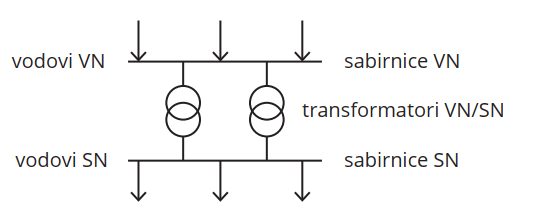 vodovi VN
sabirnice VN
transformatori VN/SN
vodovi SN
sabirnice SN